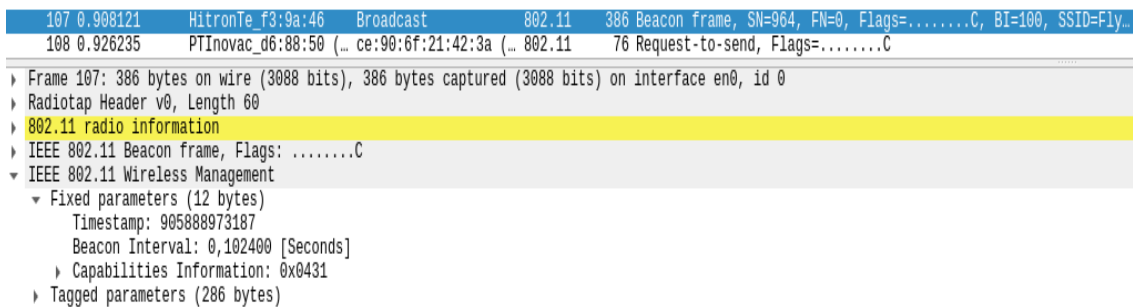 107 0.908121 HitronTe_f3:9a:46 Broadcast 802.11 386 Beacon frame, SN=964, FN=0, Flags=........C, BI=100, SSID=Fly…
108 0.926235 PTInovac_d6:88:50 (… ce:90:6f:21:42:3a (… 802.11 76 Request-to-send, Flags=........C
Frame 107: 386 bytes on wire (3088 bits), 386 bytes captured (3088 bits) on interface en0, id 0
Radiotap Header v0, Length 60
802.11 radio information
IEEE 802.11 Beacon frame, Flags: ........C
IEEE 802.11 Wireless Management
Fixed parameters (12 bytes)
Timestamp: 905888973187
Beacon Interval: 0,102400 [Seconds]
Capabilities Information: 0x0431
Tagged parameters (286 bytes)